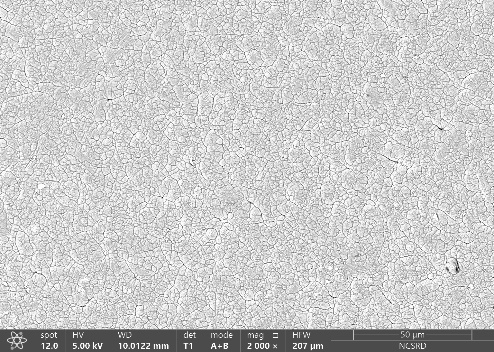 spot HV WD det mode mag □ HFW 50 µm
12.0 5.00 kV 10.0122 mm T1 A+B 2 000 × 207 µm NCSRD